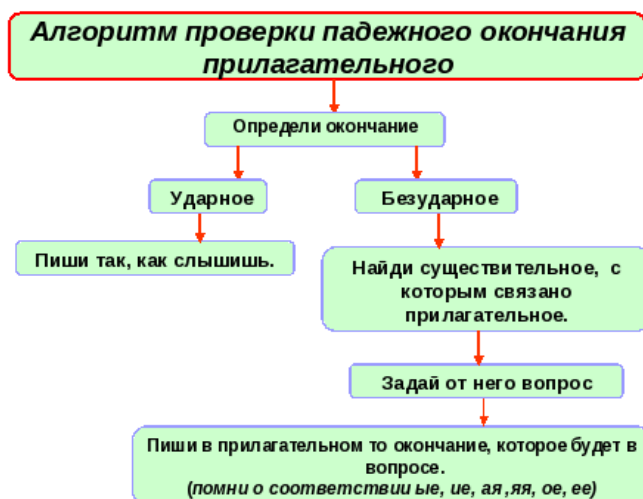 Алгоритм проверки падежного окончания
прилагательного
Определи окончание
Ударное
Безударное
Пиши так, как слышишь.
Найди существительное, с
которым связано
прилагательное.
Задай от него вопрос
Пиши в прилагательном то окончание, которое будет в
вопросе.
(помни о соответствии ые, ие, ая ,яя, ое, ее)